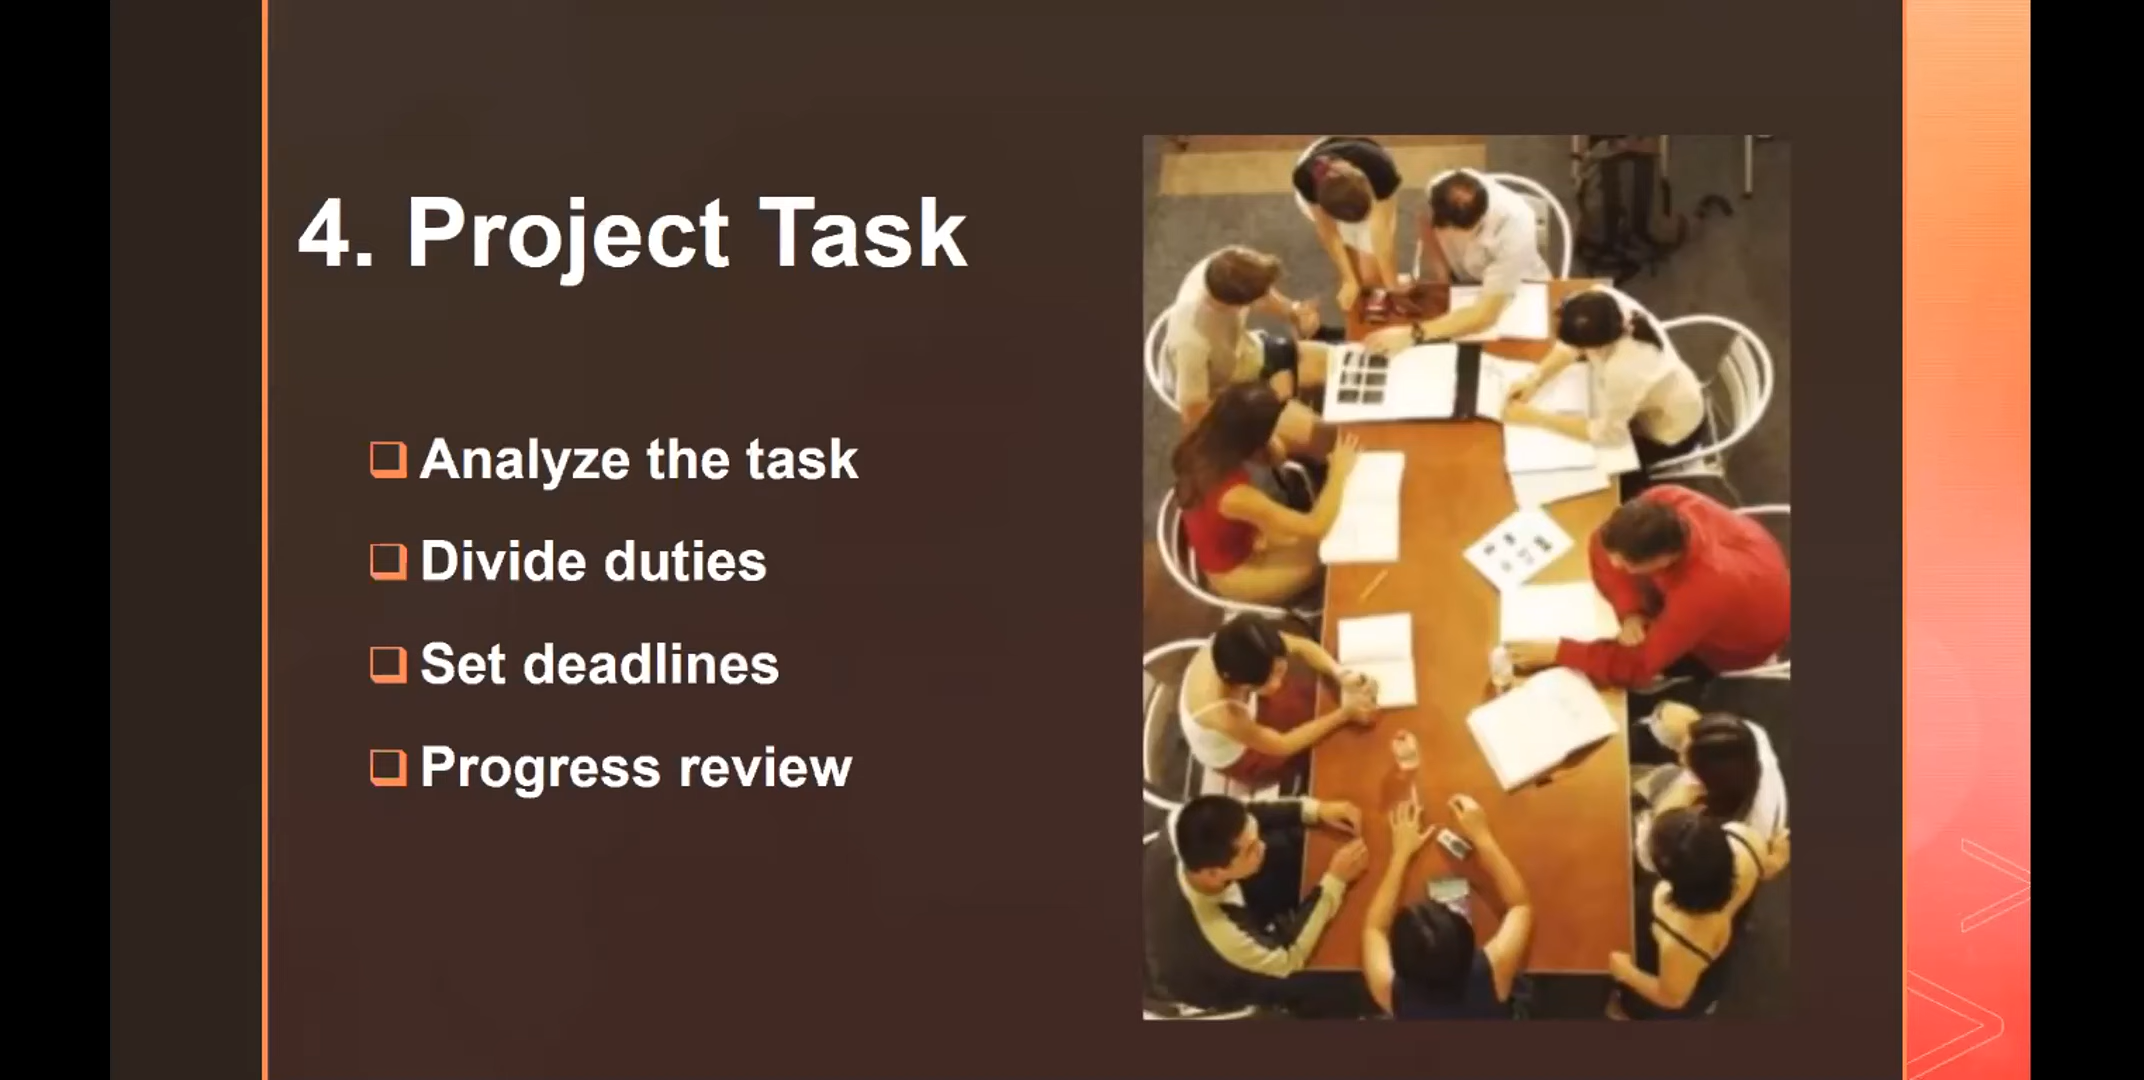 4. Project Task
Analyze the task
Divide duties
Set deadlines
Progress review